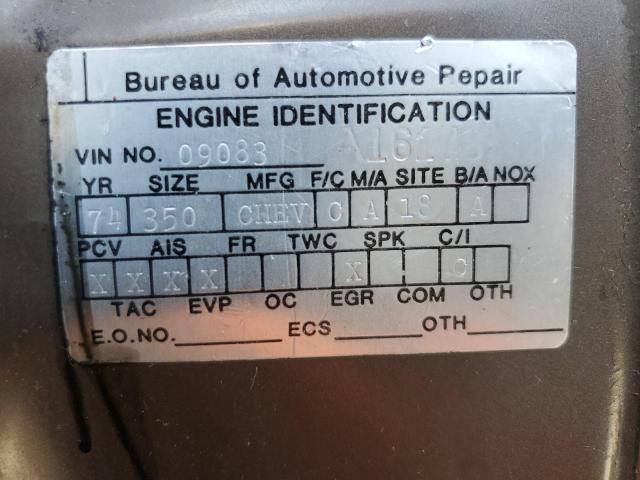 Bureau of Automotive Pepair
ENGINE IDENTIFICATION
VIN NO. 09083
YR SIZE MFG F/C M/A SITE B/A NOX
74 350 CHEV C A 18 A
PCV AiS FR TWC SPK C/I
X X X X X C
TAC EVP OC EGR COM OTH
E.O.NO. ECS OTH